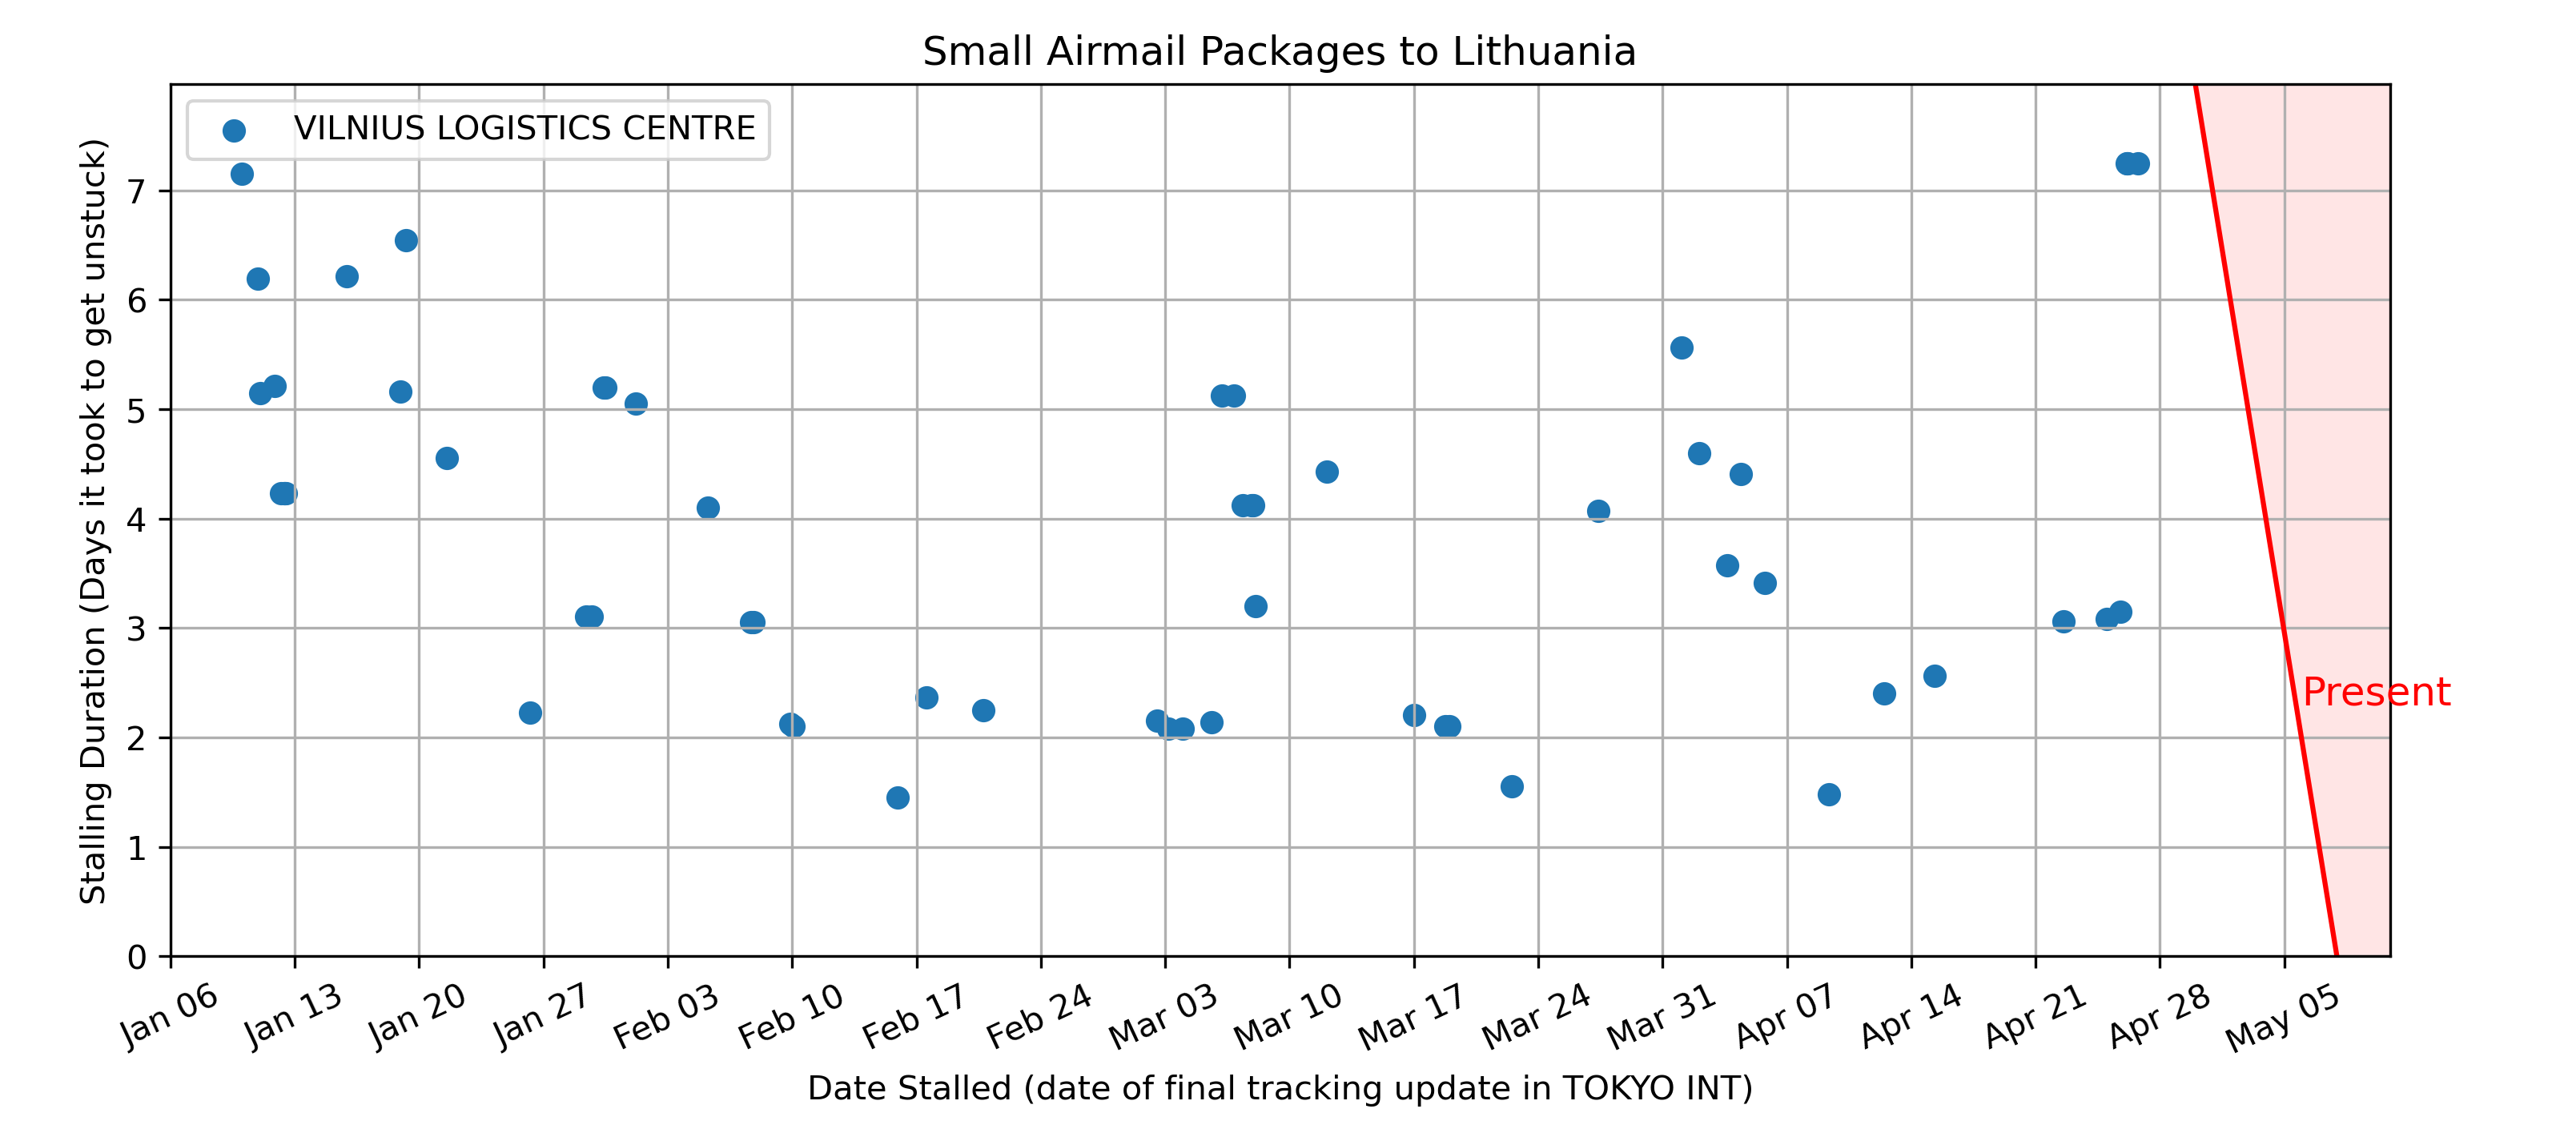 Small Airmail Packages to Lithuania
VILNIUS LOGISTICS CENTRE
Stalling Duration (Days it took to get unstuck)
7
6
5
4
3
2
1
0
Present
Jan 06
Jan 13
Jan 20
Jan 27
Feb 03
Feb 10
Feb 17
Feb 24
Mar 03
Mar 10
Mar 17
Mar 24
Mar 31
Apr 07
Apr 14
Apr 21
Apr 28
May 05
Date Stalled (date of final tracking update in TOKYO INT)